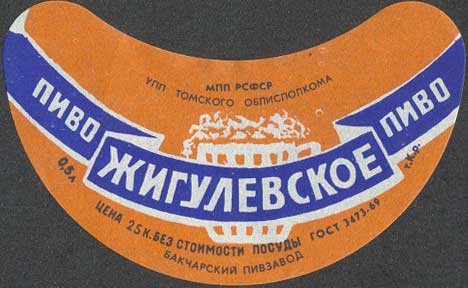 МПП РСФСР
УПП ТОМСКОГО ОБЛИСПОЛКОМА
ПИВО
ЖИГУЛЕВСКОЕ
ПИВО
0,5л
т.К.о.
ЦЕНА 25К. БЕЗ СТОИМОСТИ ПОСУДЫ ГОСТ 3473-69
БАКЧАРСКИЙ ПИВЗАВОД